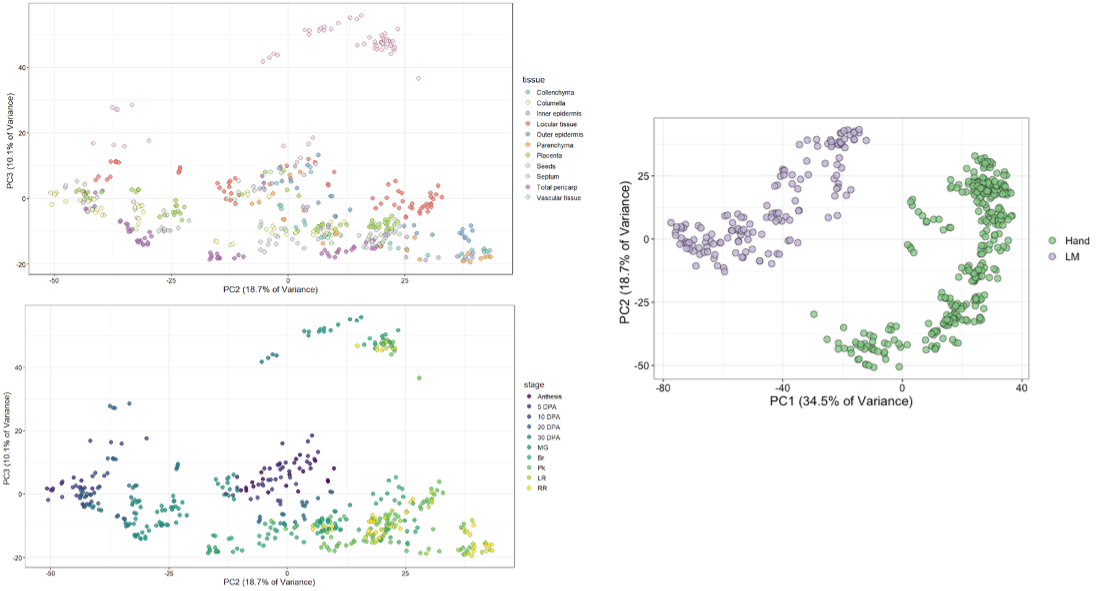 40
20
0
-20
PC3 (10.1% of Variance)
-50
-25
0
25
PC2 (18.7% of Variance)
tissue
Collenchyma
Columella
Inner epidermis
Locular tissue
Outer epidermis
Parenchyma
Placenta
Seeds
Septum
Total pericarp
Vascular tissue
40
20
0
-20
PC3 (10.1% of Variance)
-50
-25
0
25
PC2 (18.7% of Variance)
stage
Anthesis
5 DPA
10 DPA
20 DPA
30 DPA
MG
Br
Pk
LR
RR
25
0
-25
-50
PC2 (18.7% of Variance)
-80
-40
0
40
PC1 (34.5% of Variance)
Hand
LM